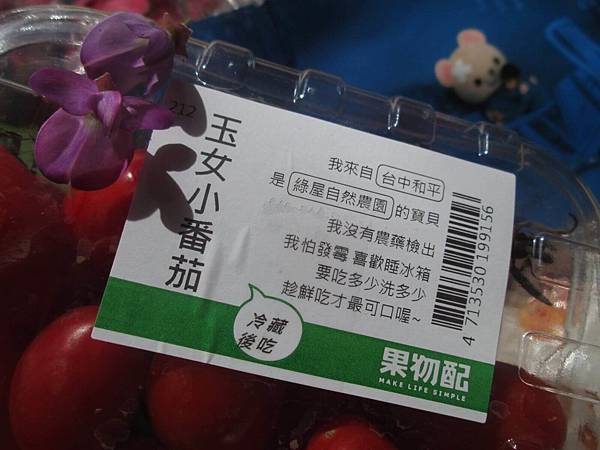 212
玉女小番茄
我來自 台中和平
是 綠屋自然農園 的寶貝
我沒有農藥檢出
我怕發霉 喜歡睡冰箱
要吃多少洗多少
趁鮮吃才最可口喔~
冷藏
後吃
4 713530 199156
果物配
MAKE LIFE SIMPLE